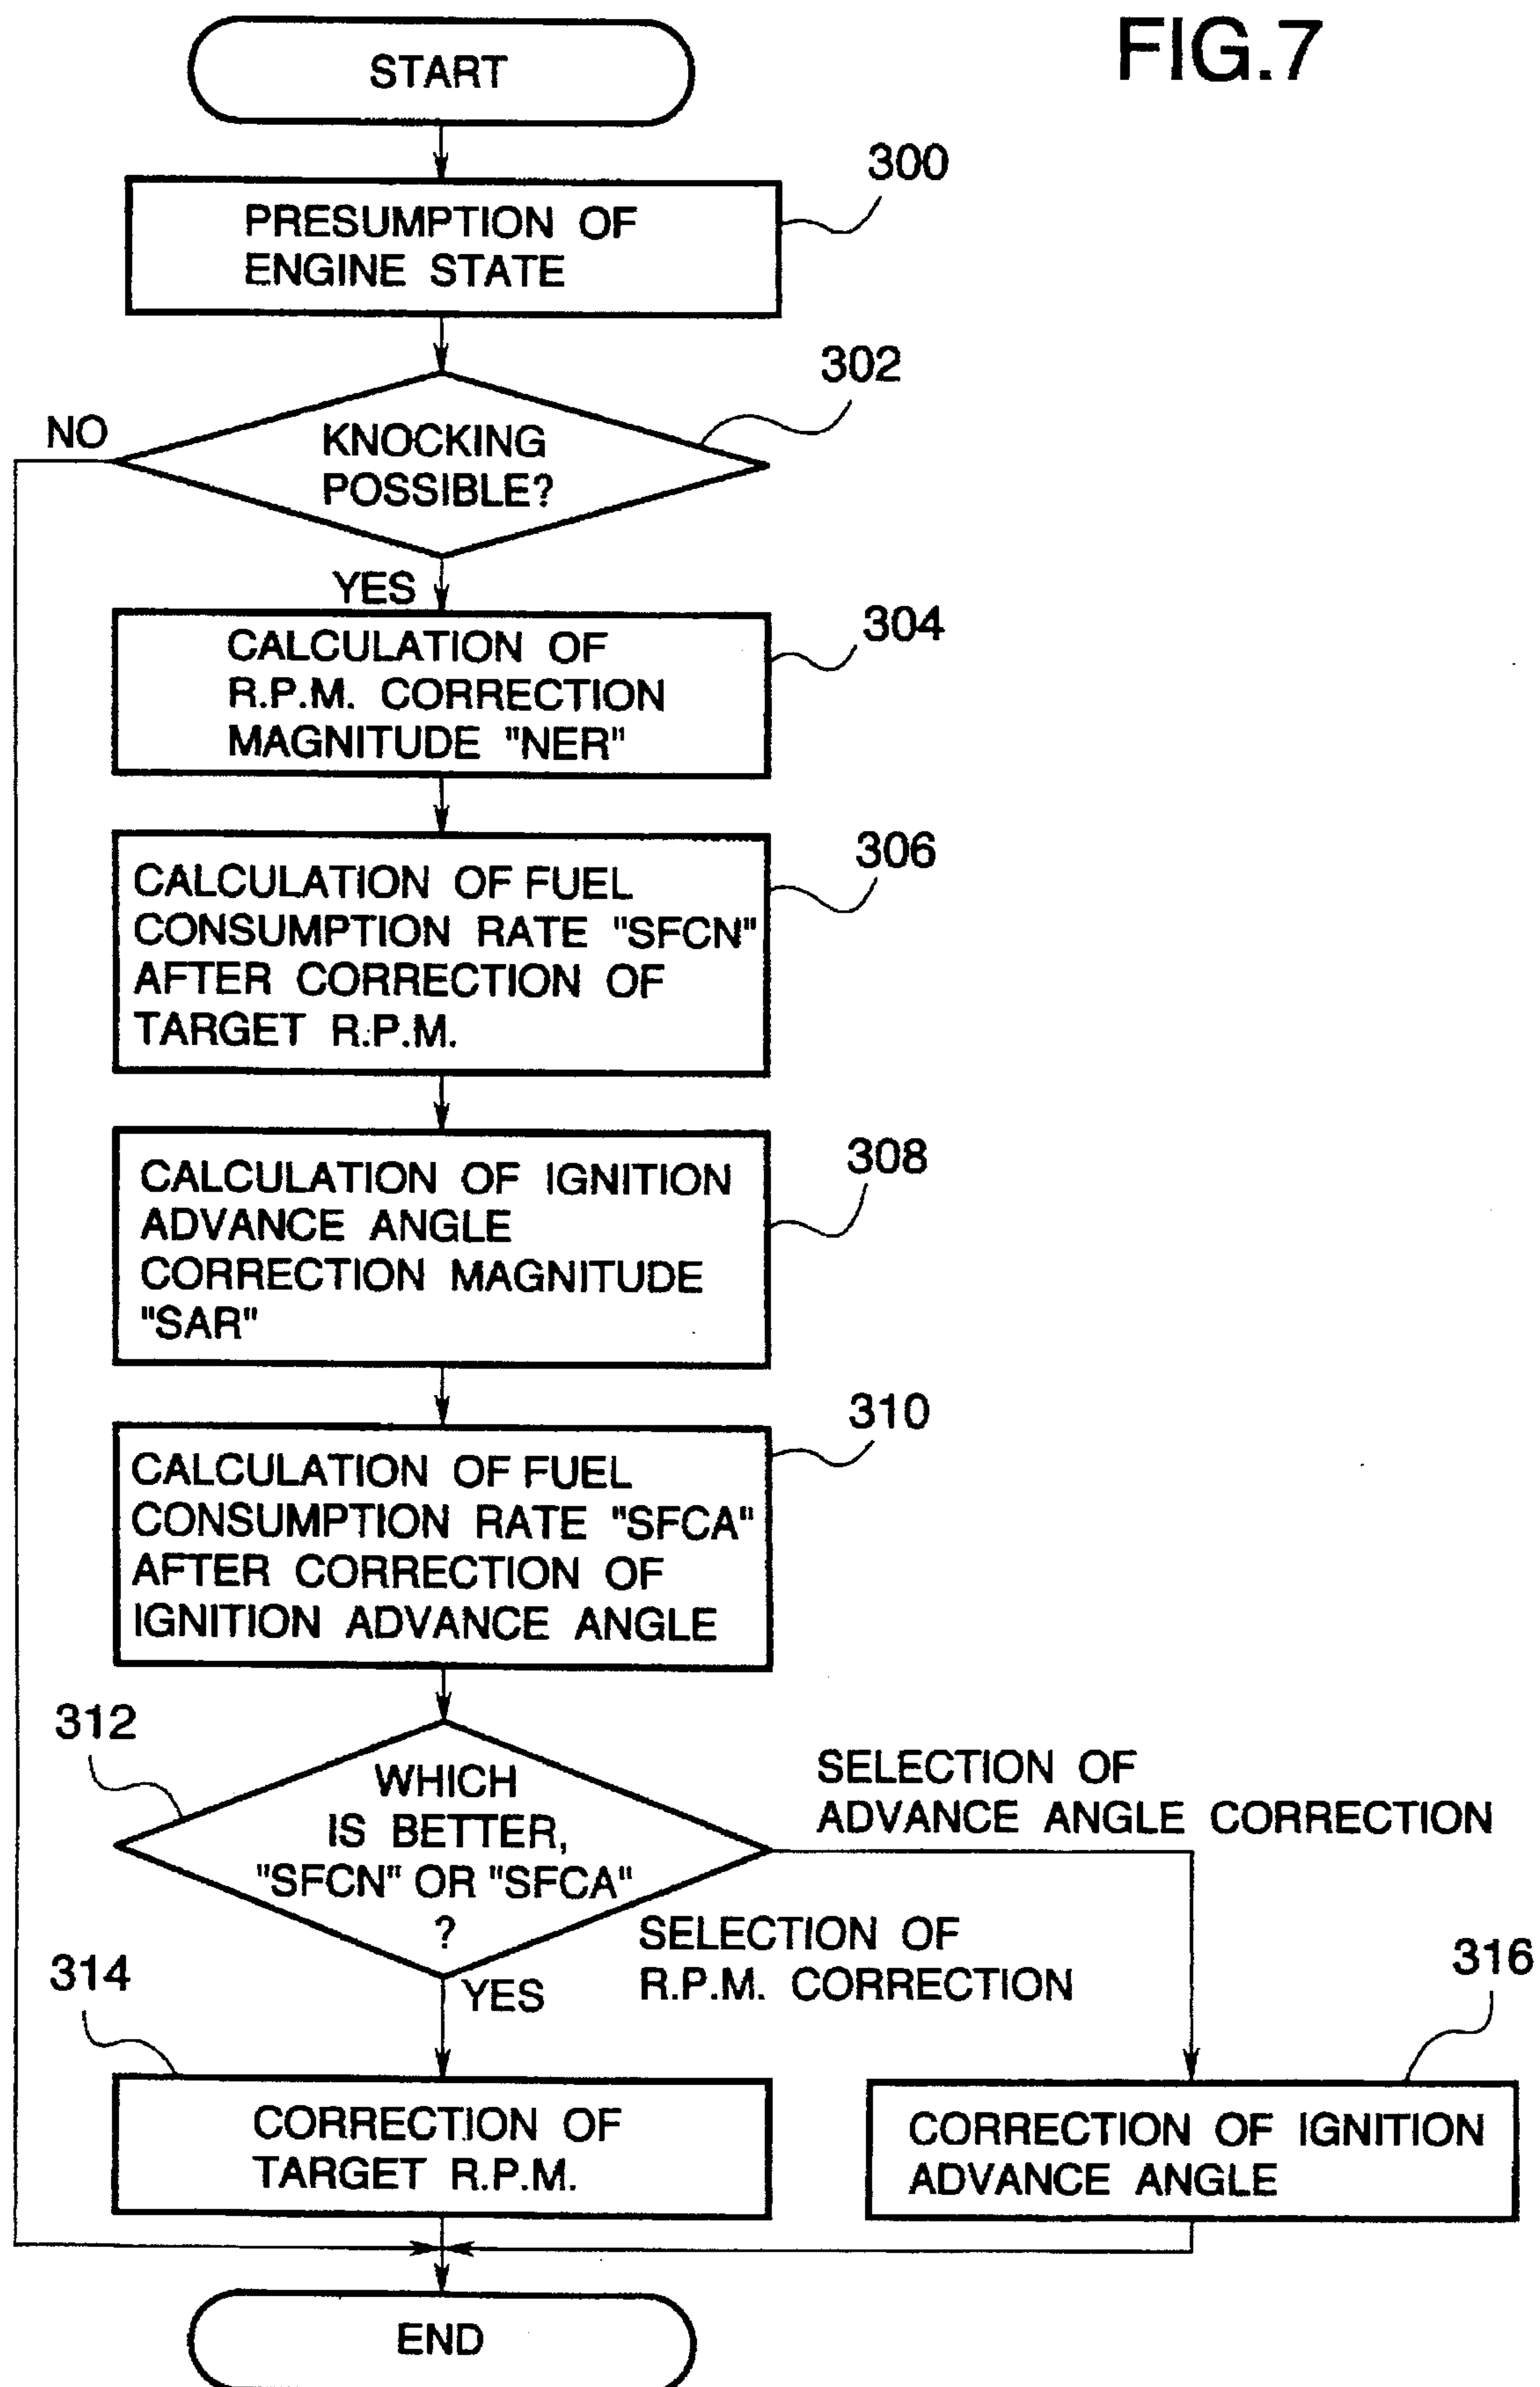 FIG.7
START
300
PRESUMPTION OF
ENGINE STATE
302
NO
KNOCKING
POSSIBLE?
YES
304
CALCULATION OF
R.P.M. CORRECTION
MAGNITUDE "NER"
306
CALCULATION OF FUEL
CONSUMPTION RATE "SFCN"
AFTER CORRECTION OF
TARGET R.P.M.
308
CALCULATION OF IGNITION
ADVANCE ANGLE
CORRECTION MAGNITUDE
"SAR"
310
CALCULATION OF FUEL
CONSUMPTION RATE "SFCA"
AFTER CORRECTION OF
IGNITION ADVANCE ANGLE
312
WHICH
IS BETTER,
"SFCN" OR "SFCA"
?
SELECTION OF
ADVANCE ANGLE CORRECTION
SELECTION OF
R.P.M. CORRECTION
YES
314
316
CORRECTION OF
TARGET R.P.M.
CORRECTION OF IGNITION
ADVANCE ANGLE
END